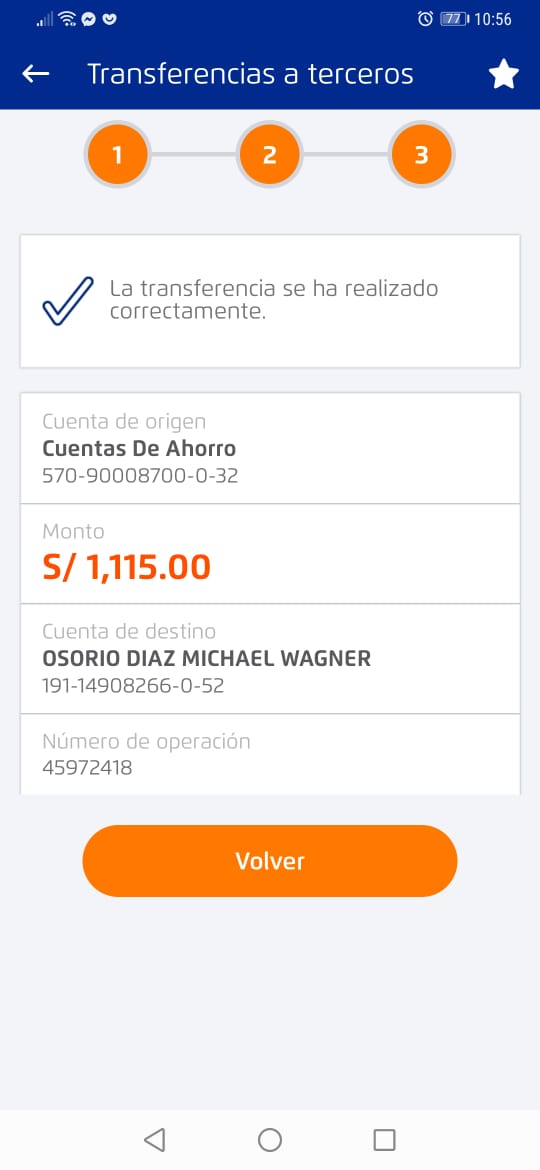 77 10:56
Transferencias a terceros
1 2 3
La transferencia se ha realizado
correctamente.
Cuenta de origen
Cuentas De Ahorro
570-90008700-0-32
Monto
S/ 1,115.00
Cuenta de destino
OSORIO DIAZ MICHAEL WAGNER
191-14908266-0-52
Número de operación
45972418
Volver